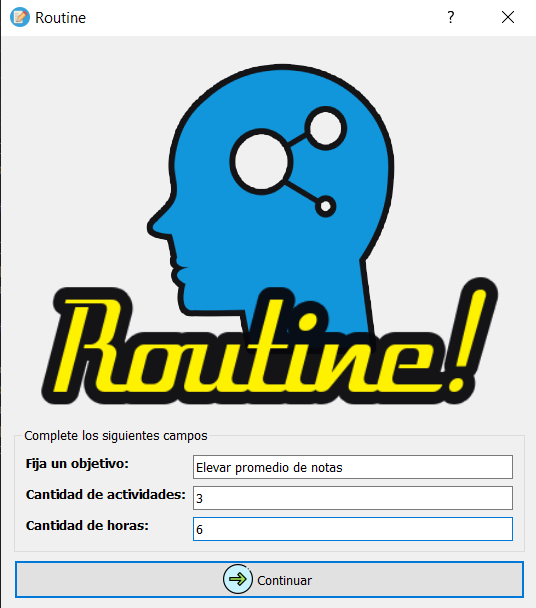 Routine
?
Routine!
Complete los siguientes campos
Fija un objetivo: Elevar promedio de notas
Cantidad de actividades: 3
Cantidad de horas: 6
Continuar